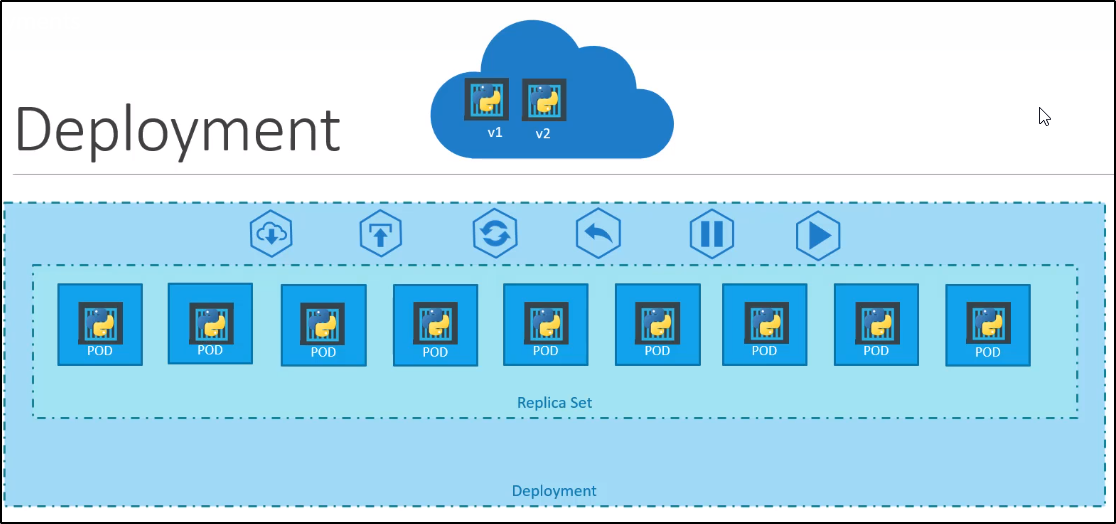 Deployment
v1 v2
POD POD POD POD POD POD POD POD POD
Replica Set
Deployment